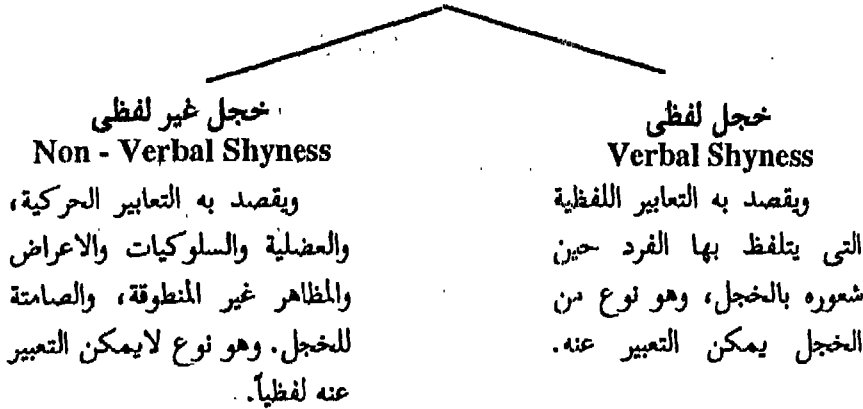 خجل لفظى
Verbal Shyness
ويقصد به التعابير اللفظية
التى يتلفظ بها الفرد حين
شعوره بالخجل، وهو نوع من
الخجل يمكن التعبير عنه.
خجل غير لفظى
Non - Verbal Shyness
ويقصد به التعابير الحركية،
والعضلية والسلوكيات والاعراض
والمظاهر غير المنطوقة، والصامتة
للخجل. وهو نوع لايمكن التعبير
عنه لفظياً.